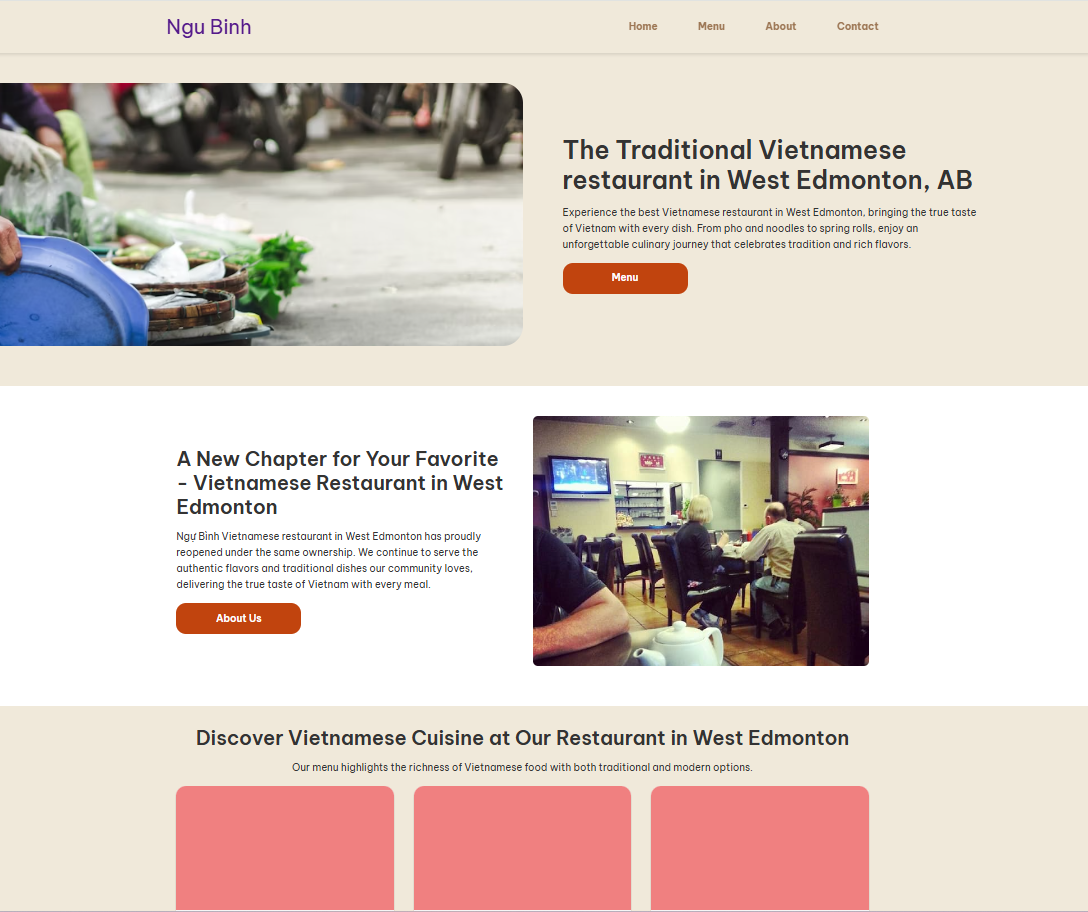 Ngu Binh
Home Menu About Contact
The Traditional Vietnamese
restaurant in West Edmonton, AB
Experience the best Vietnamese restaurant in West Edmonton, bringing the true taste
of Vietnam with every dish. From pho and noodles to spring rolls, enjoy an
unforgettable culinary journey that celebrates tradition and rich flavors.
Menu
A New Chapter for Your Favorite
- Vietnamese Restaurant in West
Edmonton
Ngự Bình Vietnamese restaurant in West Edmonton has proudly
reopened under the same ownership. We continue to serve the
authentic flavors and traditional dishes our community loves,
delivering the true taste of Vietnam with every meal.
About Us
Discover Vietnamese Cuisine at Our Restaurant in West Edmonton
Our menu highlights the richness of Vietnamese food with both traditional and modern options.